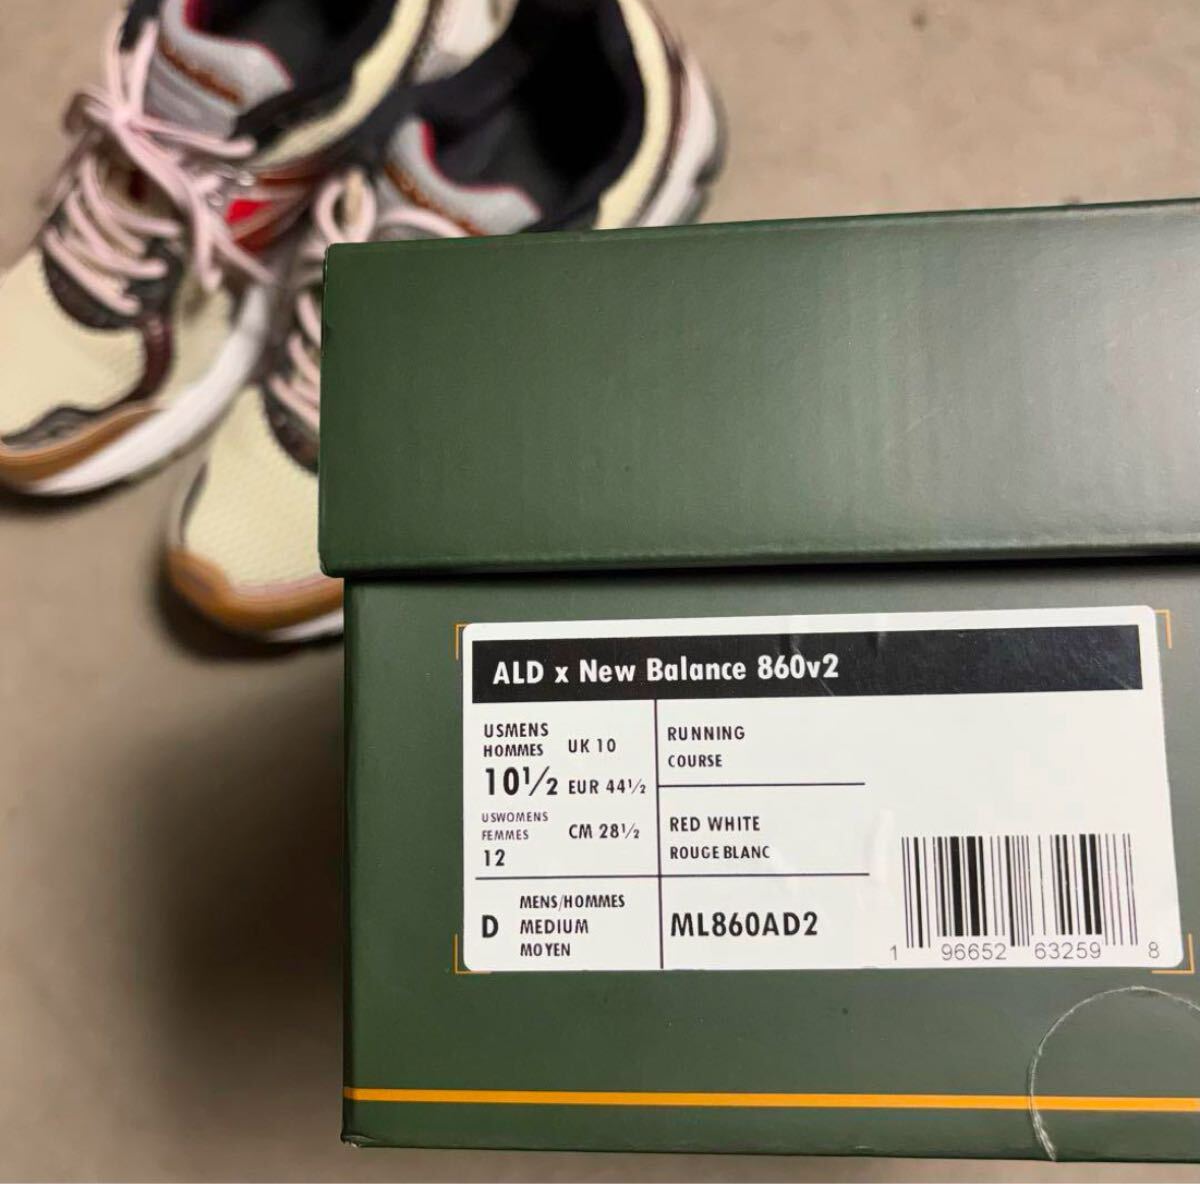 ALD x New Balance 860v2
USMENS
HOMMES
10½
UK 10
EUR 44½
USWOMENS
FEMMES
12
CM 28½
RUNNING
COURSE
RED WHITE
ROUGE BLANC
D
MENS/HOMMES
MEDIUM
MOYEN
ML860AD2
1 96652 63259 8